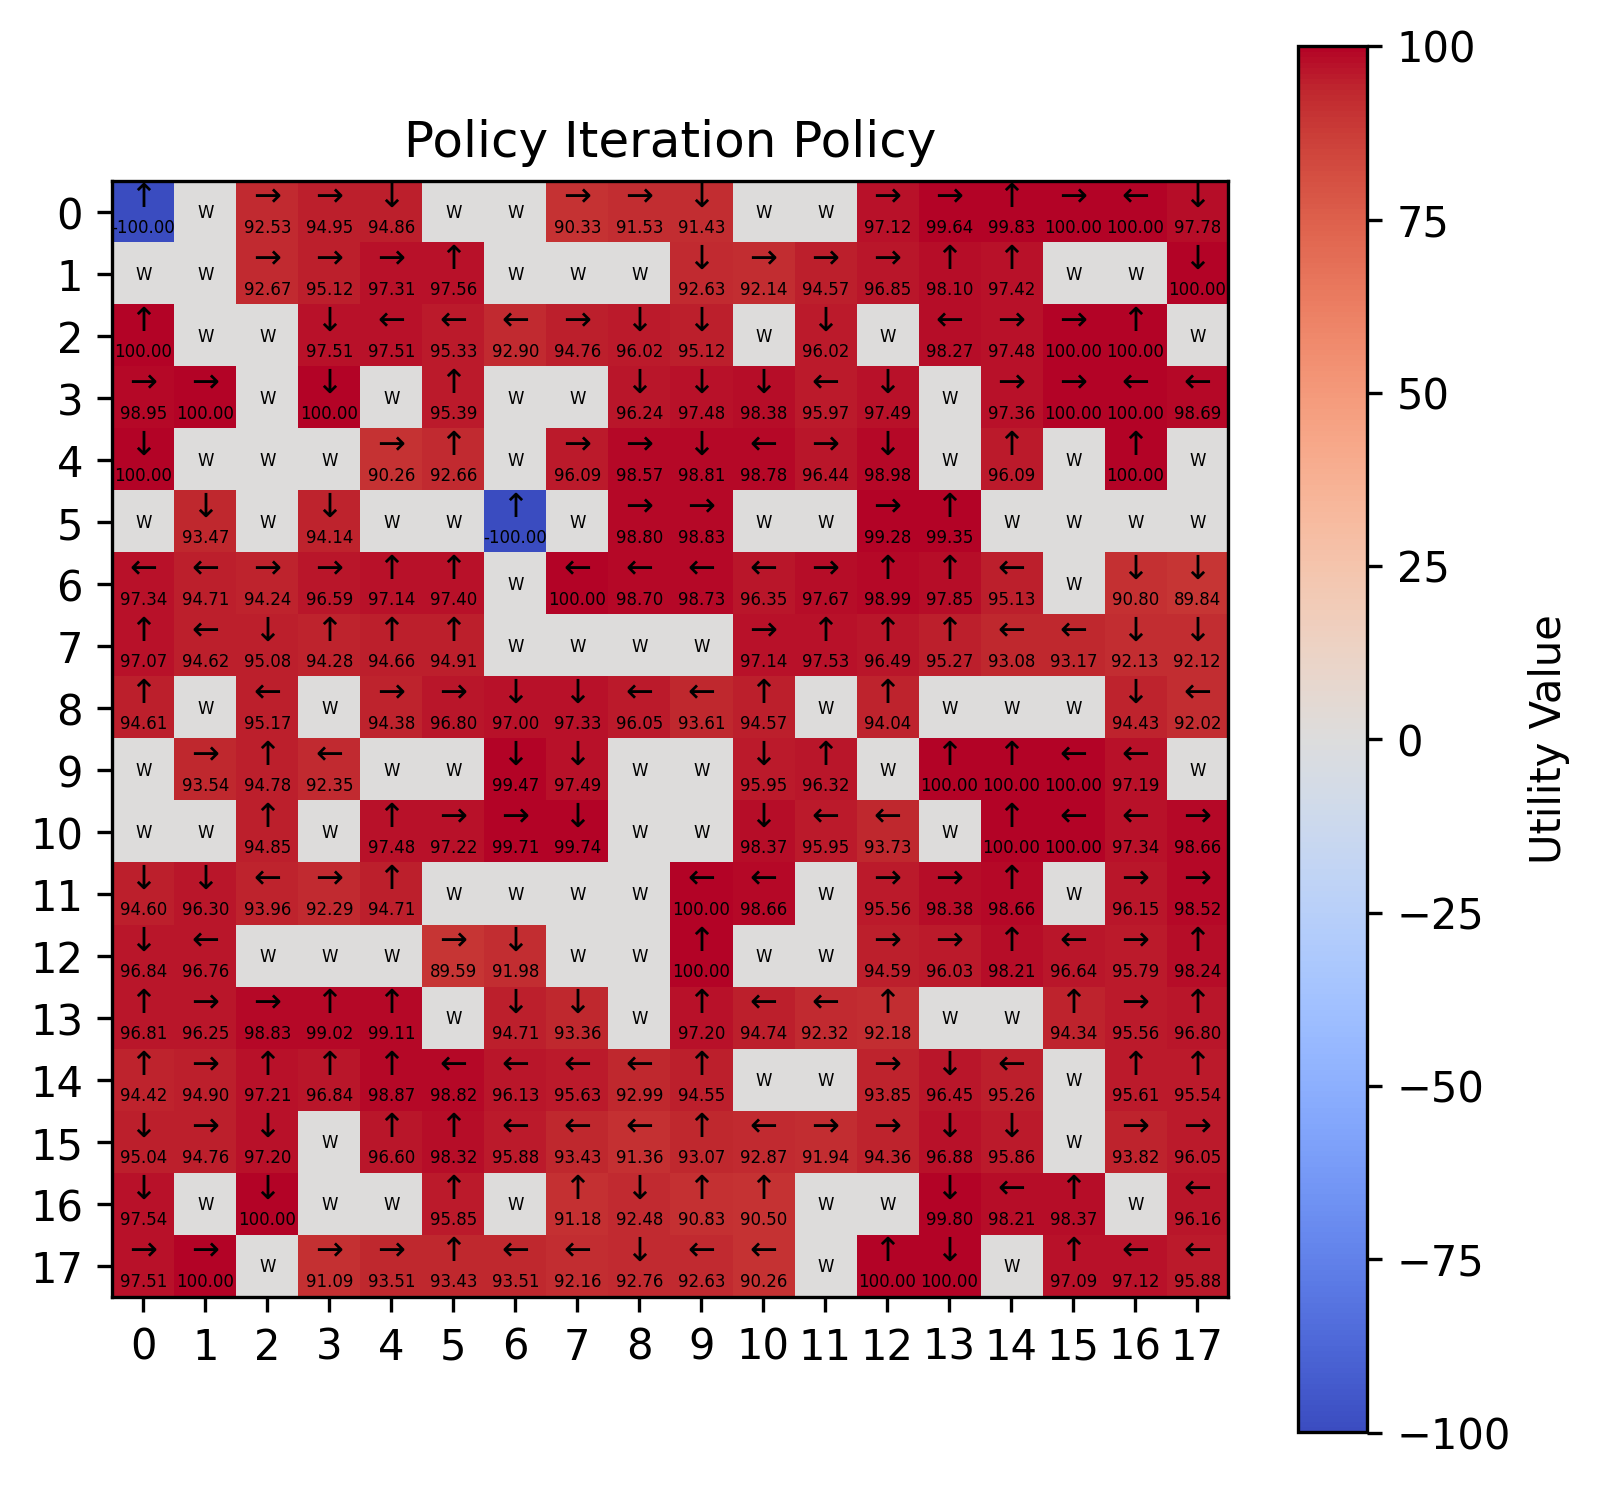 Policy Iteration Policy
0 ↑ -100.00 W → 92.53 → 94.95 ↓ 94.86 W W → 90.33 → 91.53 ↓ 91.43 W W → 97.12 → 99.64 ↑ 99.83 → 100.00 ← 100.00 ↓ 97.78
1 W W → 92.67 → 95.12 → 97.31 ↑ 97.56 W W W ↓ 92.63 → 92.14 → 94.57 → 96.85 ↑ 98.10 ↑ 97.42 W W ↓ 100.00
2 ↑ 100.00 W W ↓ 97.51 ← 97.51 ← 95.33 ← 92.90 → 94.76 ↓ 96.02 ↓ 95.12 W ↓ 96.02 W ← 98.27 → 97.48 → 100.00 ↑ 100.00 W
3 → 98.95 → 100.00 W ↓ 100.00 W ↑ 95.39 W W ↓ 96.24 ↓ 97.48 ↓ 98.38 ← 95.97 ↓ 97.49 W → 97.36 → 100.00 ← 100.00 ← 98.69
4 ↓ 100.00 W W W → 90.26 ↑ 92.66 W → 96.09 → 98.57 ↓ 98.81 ← 98.78 → 96.44 ↓ 98.98 W ↑ 96.09 W ↑ 100.00 W
5 W ↓ 93.47 W ↓ 94.14 W W ↑ -100.00 W → 98.80 → 98.83 W W → 99.28 ↑ 99.35 W W W W
6 ← 97.34 ← 94.71 → 94.24 → 96.59 ↑ 97.14 ↑ 97.40 W ← 100.00 ← 98.70 ← 98.73 ← 96.35 → 97.67 ↑ 98.99 ↑ 97.85 ← 95.13 W ↓ 90.80 ↓ 89.84
7 ↑ 97.07 ← 94.62 ↓ 95.08 ↑ 94.28 ↑ 94.66 ↑ 94.91 W W W W → 97.14 ↑ 97.53 ↑ 96.49 ↑ 95.27 ← 93.08 ← 93.17 ↓ 92.13 ↓ 92.12
8 ↑ 94.61 W ← 95.17 W → 94.38 → 96.80 ↓ 97.00 ↓ 97.33 ← 96.05 ← 93.61 ↑ 94.57 W ↑ 94.04 W W W ↓ 94.43 ← 92.02
9 W → 93.54 ↑ 94.78 ← 92.35 W W ↓ 99.47 ↓ 97.49 W W ↓ 95.95 ↑ 96.32 W ↑ 100.00 ↑ 100.00 ← 100.00 ← 97.19 W
10 W W ↑ 94.85 W ↑ 97.48 → 97.22 → 99.71 ↓ 99.74 W W ↓ 98.37 ← 95.95 ← 93.73 W ↑ 100.00 ← 100.00 ← 97.34 → 98.66
11 ↓ 94.60 ↓ 96.30 ← 93.96 → 92.29 ↑ 94.71 W W W W ← 100.00 ← 98.66 W → 95.56 → 98.38 ↑ 98.66 W → 96.15 → 98.52
12 ↓ 96.84 ← 96.76 W W W → 89.59 ↓ 91.98 W W ↑ 100.00 W W → 94.59 → 96.03 ↑ 98.21 ← 96.64 → 95.79 ↑ 98.24
13 ↑ 96.81 → 96.25 → 98.83 ↑ 99.02 ↑ 99.11 W ↓ 94.71 ↓ 93.36 W ↑ 97.20 ← 94.74 ← 92.32 ↑ 92.18 W W ↑ 94.34 → 95.56 ↑ 96.80
14 ↑ 94.42 → 94.90 ↑ 97.21 ↑ 96.84 ↑ 98.87 ← 98.82 ← 96.13 ← 95.63 ← 92.99 ↑ 94.55 W W → 93.85 ↓ 96.45 ← 95.26 W ↑ 95.61 ↑ 95.54
15 ↓ 95.04 → 94.76 ↓ 97.20 W ↑ 96.60 ↑ 98.32 ← 95.88 ← 93.43 ← 91.36 ↑ 93.07 ← 92.87 → 91.94 → 94.36 ↓ 96.88 ↓ 95.86 W → 93.82 → 96.05
16 ↓ 97.54 W ↓ 100.00 W W ↑ 95.85 W ↑ 91.18 ↓ 92.48 ↑ 90.83 ↑ 90.50 W W ↓ 99.80 ← 98.21 ↑ 98.37 W ← 96.16
17 → 97.51 → 100.00 W → 91.09 → 93.51 ↑ 93.43 ← 93.51 ← 92.16 ↓ 92.76 ← 92.63 ← 90.26 W ↑ 100.00 ↓ 100.00 W ↑ 97.09 ← 97.12 ← 95.88
0 1 2 3 4 5 6 7 8 9 10 11 12 13 14 15 16 17
100
75
50
25
0
−25
−50
−75
−100
Utility Value